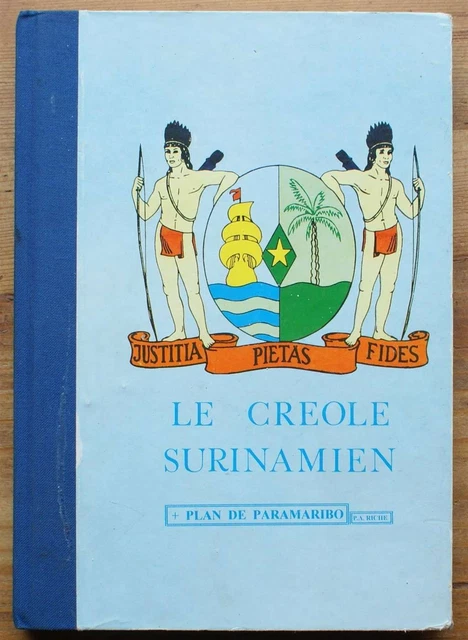 JUSTITIA PIETAS FIDES
LE CREOLE
SURINAMIEN
+ PLAN DE PARAMARIBO P.A. RICHE